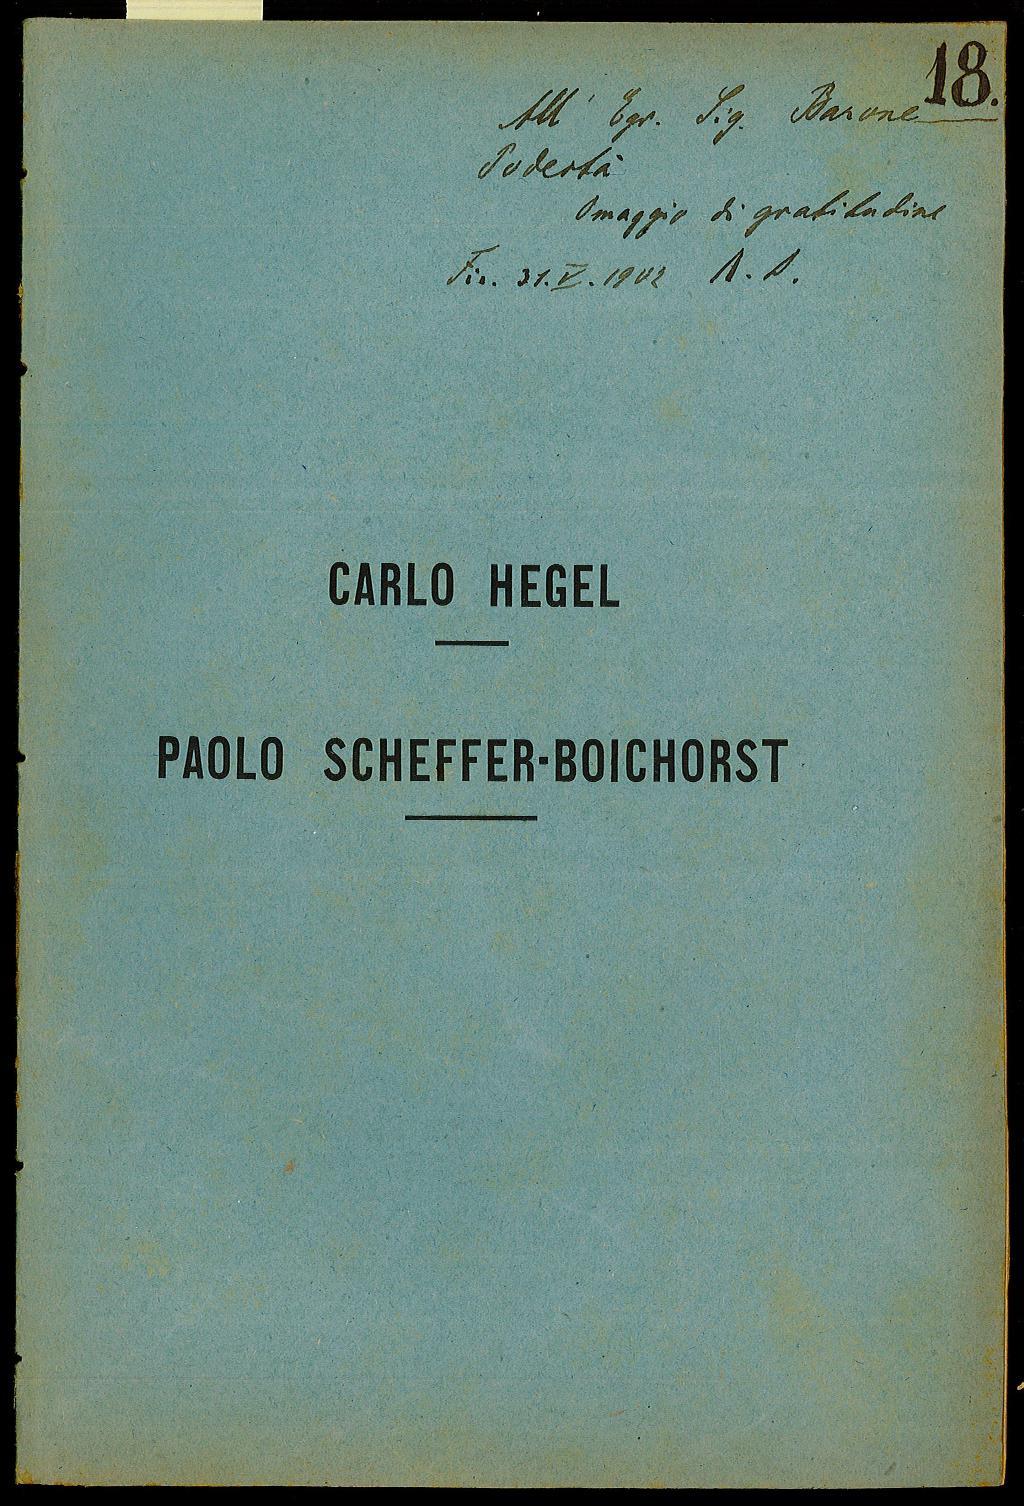 18.
All' Egr. Sig. Barone
Podestà
Omaggio di gratitudine
Fir. 31.V.1902 A. D.
CARLO HEGEL
PAOLO SCHEFFER-BOICHORST